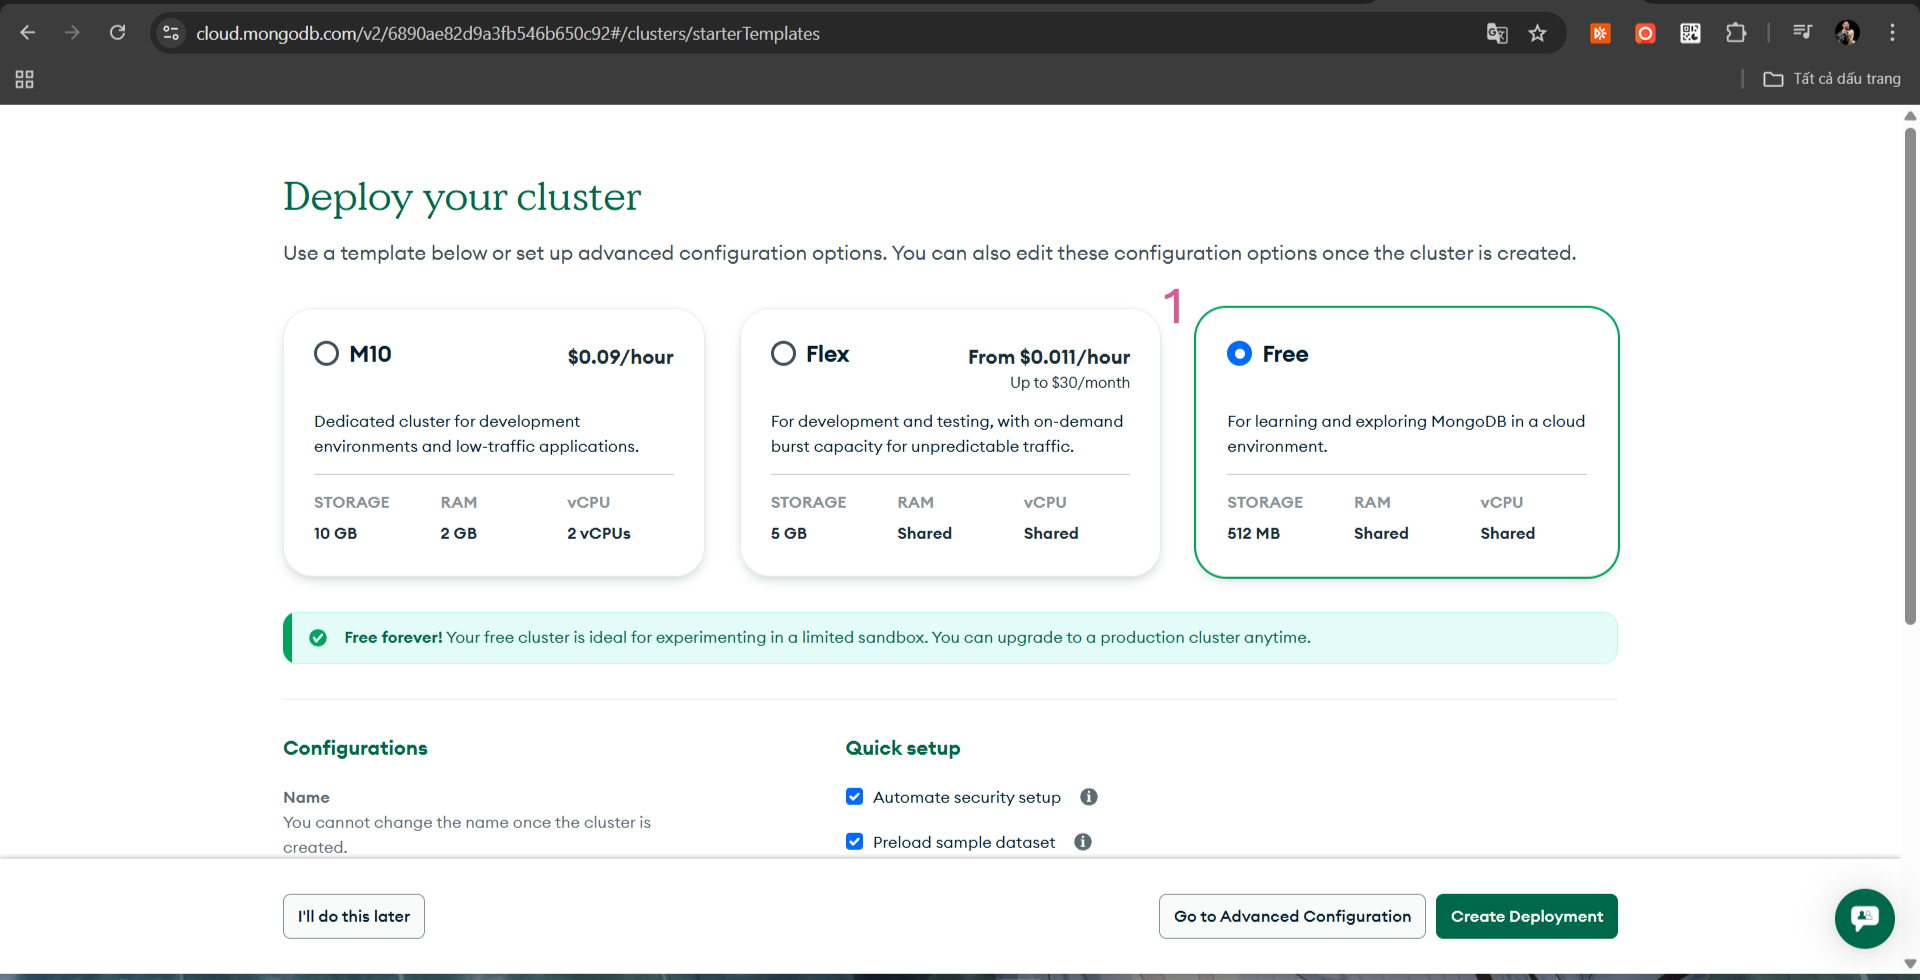 cloud.mongodb.com/v2/6890ae82d9a3fb546b650c92#/clusters/starterTemplates
Tất cả dấu trang
Deploy your cluster
Use a template below or set up advanced configuration options. You can also edit these configuration options once the cluster is created.
1
M10
$0.09/hour
Dedicated cluster for development
environments and low-traffic applications.
STORAGE RAM vCPU
10 GB 2 GB 2 vCPUs
Flex
From $0.011/hour
Up to $30/month
For development and testing, with on-demand
burst capacity for unpredictable traffic.
STORAGE RAM vCPU
5 GB Shared Shared
Free
For learning and exploring MongoDB in a cloud
environment.
STORAGE RAM vCPU
512 MB Shared Shared
Free forever! Your free cluster is ideal for experimenting in a limited sandbox. You can upgrade to a production cluster anytime.
Configurations
Name
You cannot change the name once the cluster is
created.
Quick setup
Automate security setup
Preload sample dataset
I'll do this later
Go to Advanced Configuration
Create Deployment